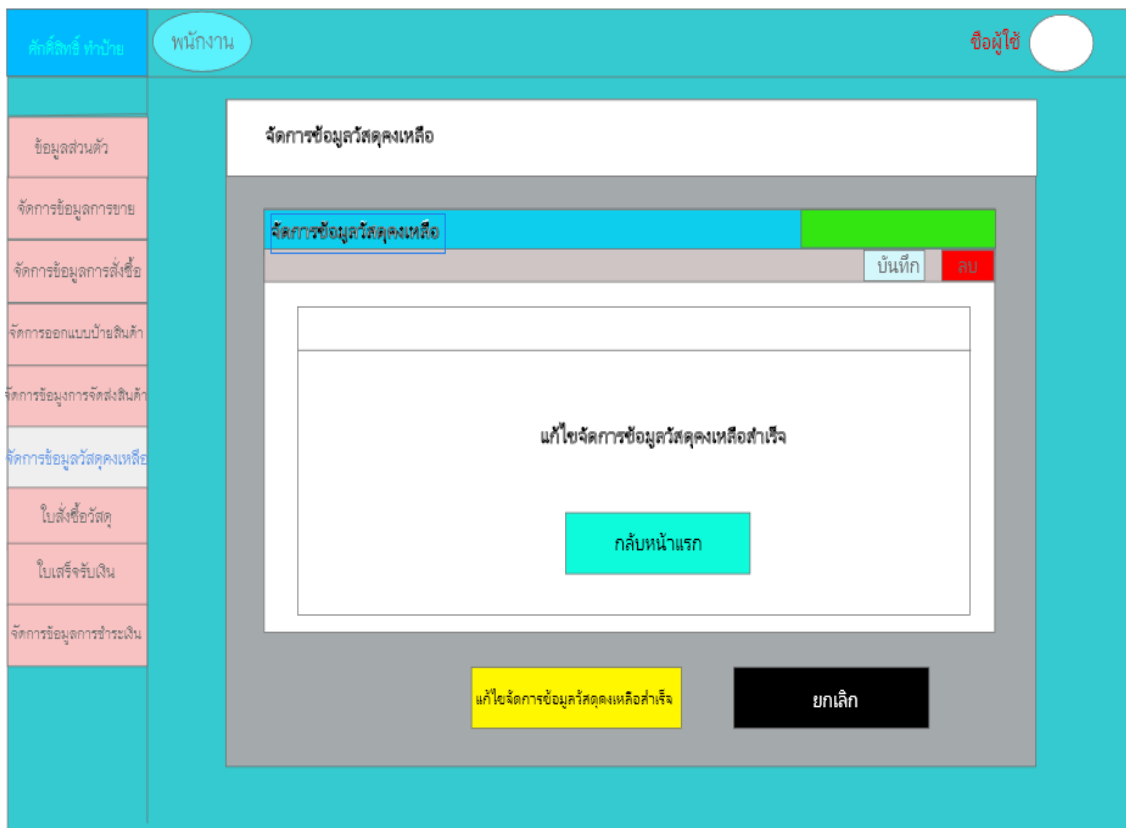 ศักดิ์สิทธิ์ ทำป้าย
พนักงาน
ชื่อผู้ใช้
ข้อมูลส่วนตัว
จัดการข้อมูลการขาย
จัดการข้อมูลการสั่งซื้อ
จัดการออกแบบป้ายสินค้า
จัดการข้อมุงการจัดส่งสินค้า
จัดการข้อมูลวัสดุคงเหลือ
ใบสั่งซื้อวัสดุ
ใบเสร็จรับเงิน
จัดการข้อมูลการชำระเงิน
จัดการข้อมูลวัสดุคงเหลือ
จัดการข้อมูลวัสดุคงเหลือ
บันทึก
ลบ
แก้ไขจัดการข้อมูลวัสดุคงเหลือสำเร็จ
กลับหน้าแรก
แก้ไขจัดการข้อมูลวัสดุคงเหลือสำเร็จ
ยกเลิก